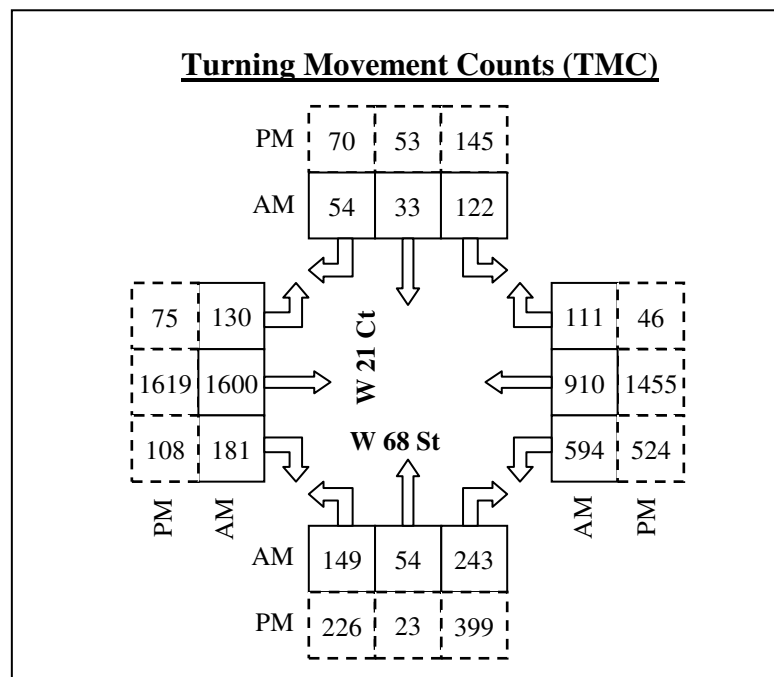 Turning Movement Counts (TMC)
PM 70 53 145
AM 54 33 122
75 130 111 46
1619 1600 910 1455
108 181 594 524
W 21 Ct
W 68 St
PM AM AM PM
AM 149 54 243
PM 226 23 399